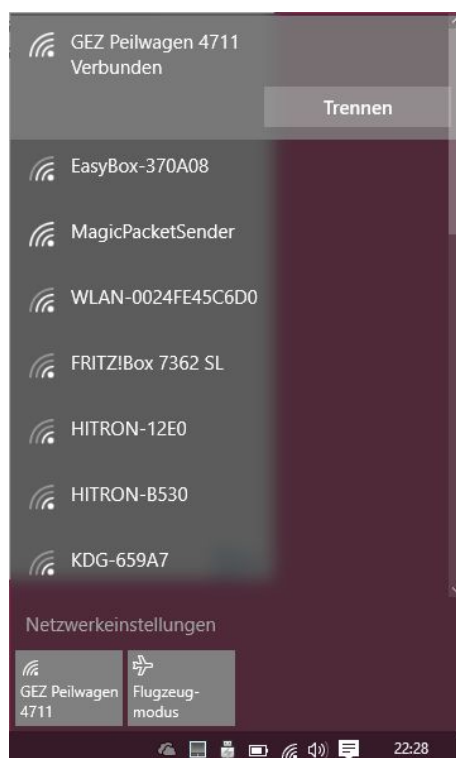 GEZ Peilwagen 4711
Verbunden
Trennen
EasyBox-370A08
MagicPacketSender
WLAN-0024FE45C6D0
FRITZ!Box 7362 SL
HITRON-12E0
HITRON-B530
KDG-659A7
Netzwerkeinstellungen
GEZ Peilwagen
4711
Flugzeug-
modus
22:28